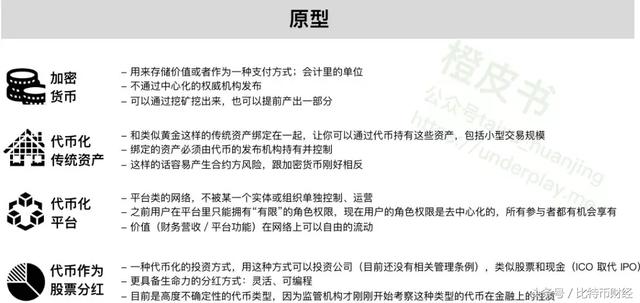 原型
加密
货币
– 用来存储价值或者作为一种支付方式；会计里的单位
– 不通过中心化的权威机构发布
– 可以通过挖矿挖出来，也可以提前产出一部分
代币化
传统资产
– 和类似黄金这样的传统资产绑定在一起，让你可以通过代币持有这些资产，包括小型交易规模
– 绑定的资产必须由代币的发布机构持有并控制
– 这样的话容易产生合约方风险，跟加密货币刚好相反
代币化
平台
– 平台类的网络，不被某一个实体或组织单独控制、运营
– 之前用户在平台里只能拥有“有限”的角色权限，现在用户的角色权限是去中心化的，所有参与者都有机会享有
– 价值（财务营收 / 平台功能）在网络上可以自由的流动
代币作为
股票分红
– 一种代币化的投资方式，用这种方式可以投资公司（目前还没有相关管理条例），类似股票和现金（ICO 取代 IPO）
– 更具备生命力的分红方式：灵活、可编程
– 目前是高度不确定性的代币类型，因为监管机构才刚刚开始考察这种类型的代币在金融上的
橙皮书
公众号
huanjing
http://underplay.me
头条号 / 比特币财经